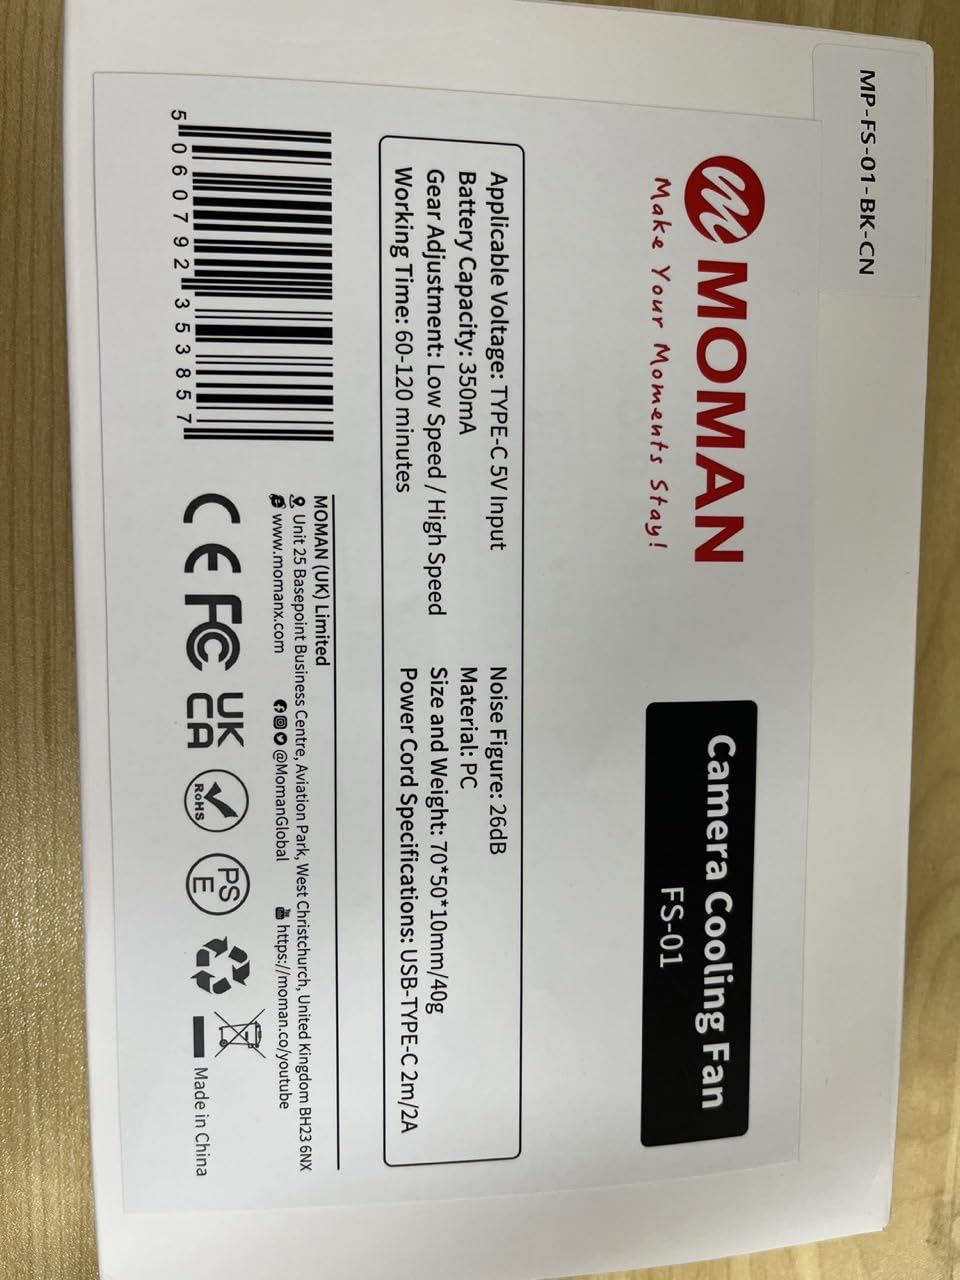 MP-FS-01-BK-CN
MOMAN
Make Your Moments Stay!
Camera Cooling Fan
FS-01
Applicable Voltage: TYPE-C 5V Input
Battery Capacity: 350mA
Gear Adjustment: Low Speed / High Speed
Working Time: 60-120 minutes
Noise Figure: 26dB
Material: PC
Size and Weight: 70*50*10mm/40g
Power Cord Specifications: USB-TYPE-C 2m/2A
5 060792 353857
MOMAN (UK) Limited
Unit 25 Basepoint Business Centre, Aviation Park, West Christchurch, United Kingdom BH23 6NX
www.momanx.com @MomanGlobal https://moman.co/youtube
CE FC UK CA RoHS PS E Made in China